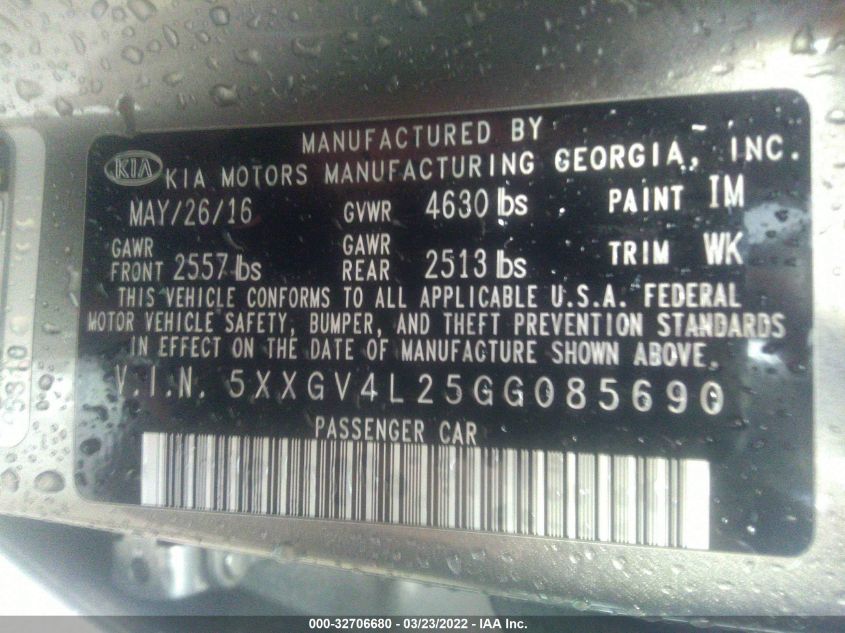 MANUFACTURED BY
KIA KIA MOTORS MANUFACTURING GEORGIA, INC.
MAY/26/16 GVWR 4630 lbs PAINT IM
GAWR FRONT 2557 lbs GAWR REAR 2513 lbs TRIM WK
THIS VEHICLE CONFORMS TO ALL APPLICABLE U.S.A. FEDERAL
MOTOR VEHICLE SAFETY, BUMPER, AND THEFT PREVENTION STANDARDS
IN EFFECT ON THE DATE OF MANUFACTURE SHOWN ABOVE.
V.I.N. 5XXGV4L25GG085690
PASSENGER CAR
000-32706680 - 03/23/2022 - IAA Inc.